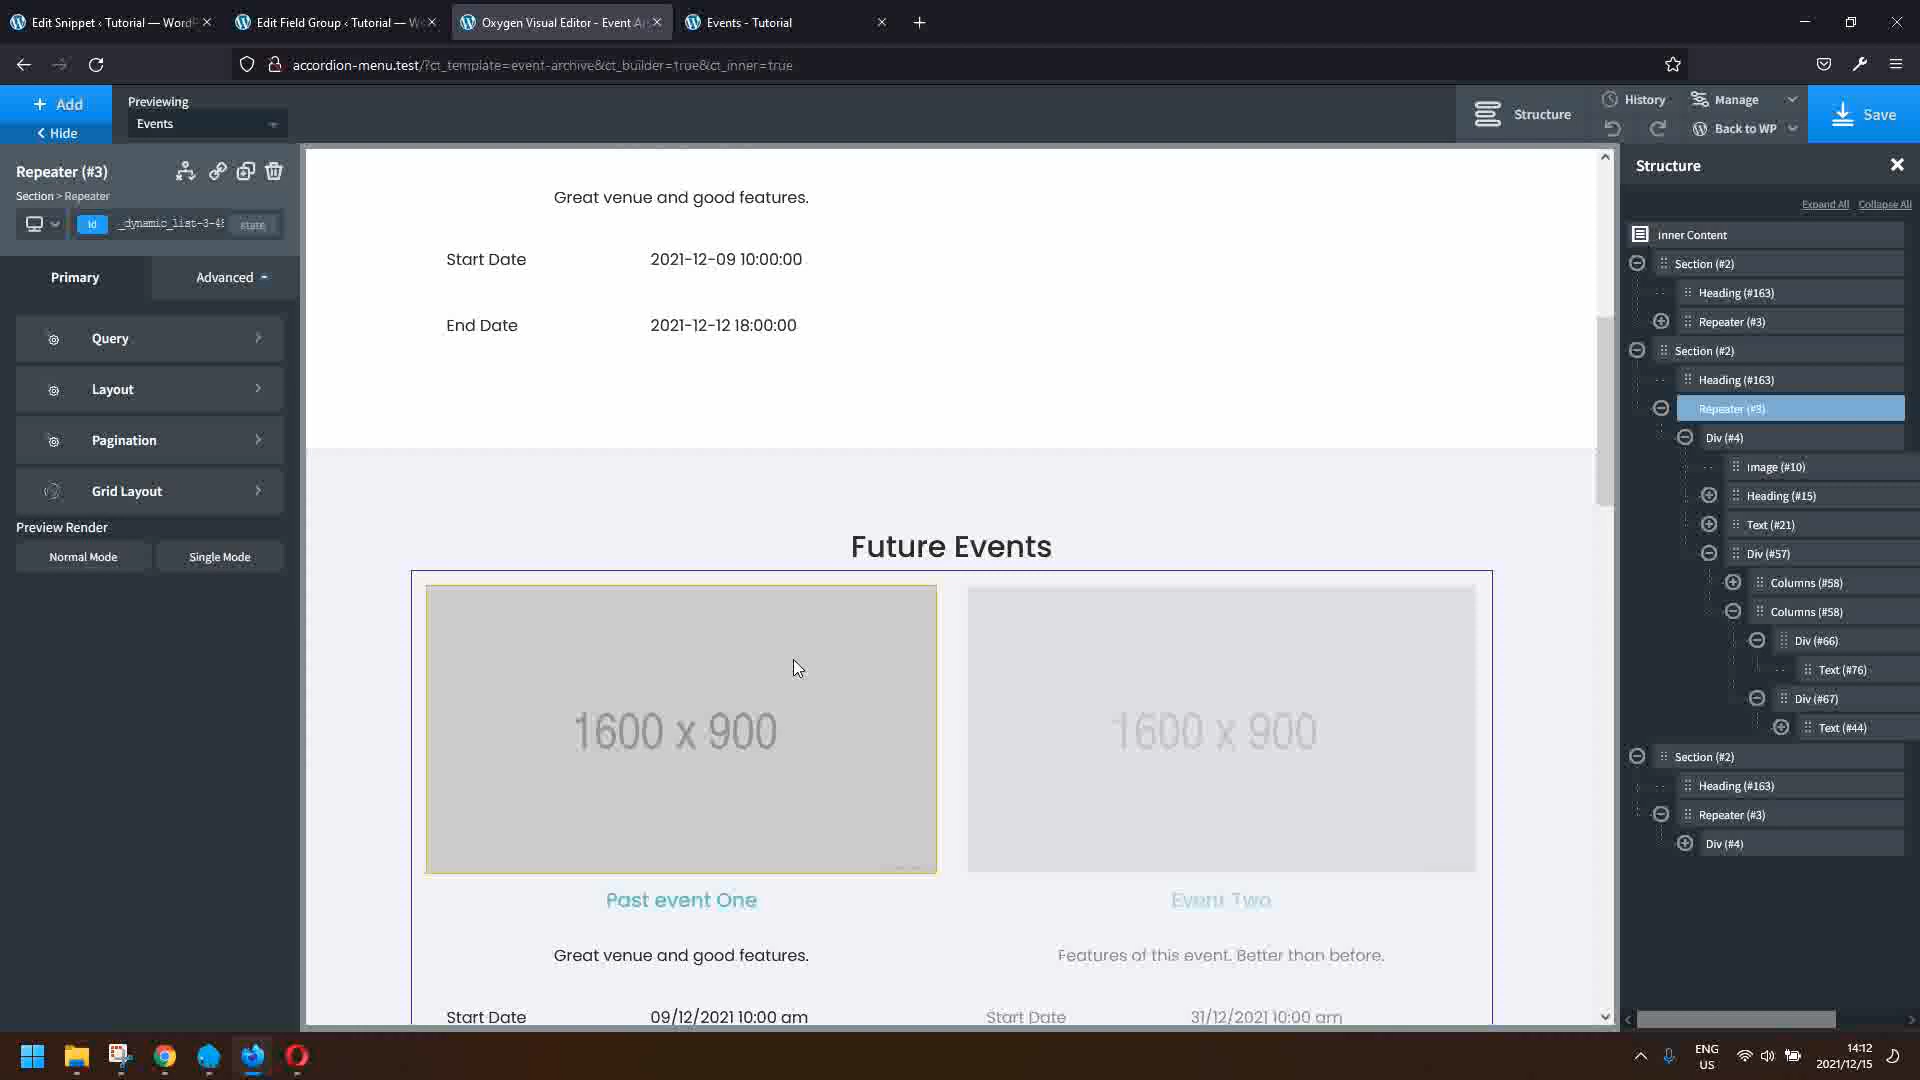 Edit Snippet ‹ Tutorial — WordP
Edit Field Group ‹ Tutorial — W
Oxygen Visual Editor - Event Ar
Events - Tutorial
accordion-menu.test/?ct_template=event-archive&ct_builder=true&ct_inner=true
+ Add
Previewing
Events
Hide
Structure
History
Manage
Back to WP
Save
Repeater (#3)
Section > Repeater
id
_dynamic_list-3-4
state
Primary
Advanced
Query
Layout
Pagination
Grid Layout
Preview Render
Normal Mode
Single Mode
Great venue and good features.
Start Date
2021-12-09 10:00:00
End Date
2021-12-12 18:00:00
Future Events
1600 x 900
1600 x 900
Past event One
Event Two
Great venue and good features.
Features of this event. Better than before.
Start Date
09/12/2021 10:00 am
Start Date
31/12/2021 10:00 am
Structure
Expand All
Collapse All
Inner Content
Section (#2)
Heading (#163)
Repeater (#3)
Section (#2)
Heading (#163)
Repeater (#3)
Div (#4)
Image (#10)
Heading (#15)
Text (#21)
Div (#57)
Columns (#58)
Columns (#58)
Div (#66)
Text (#76)
Div (#67)
Text (#44)
Section (#2)
Heading (#163)
Repeater (#3)
Div (#4)
ENG
US
14:12
2021/12/15